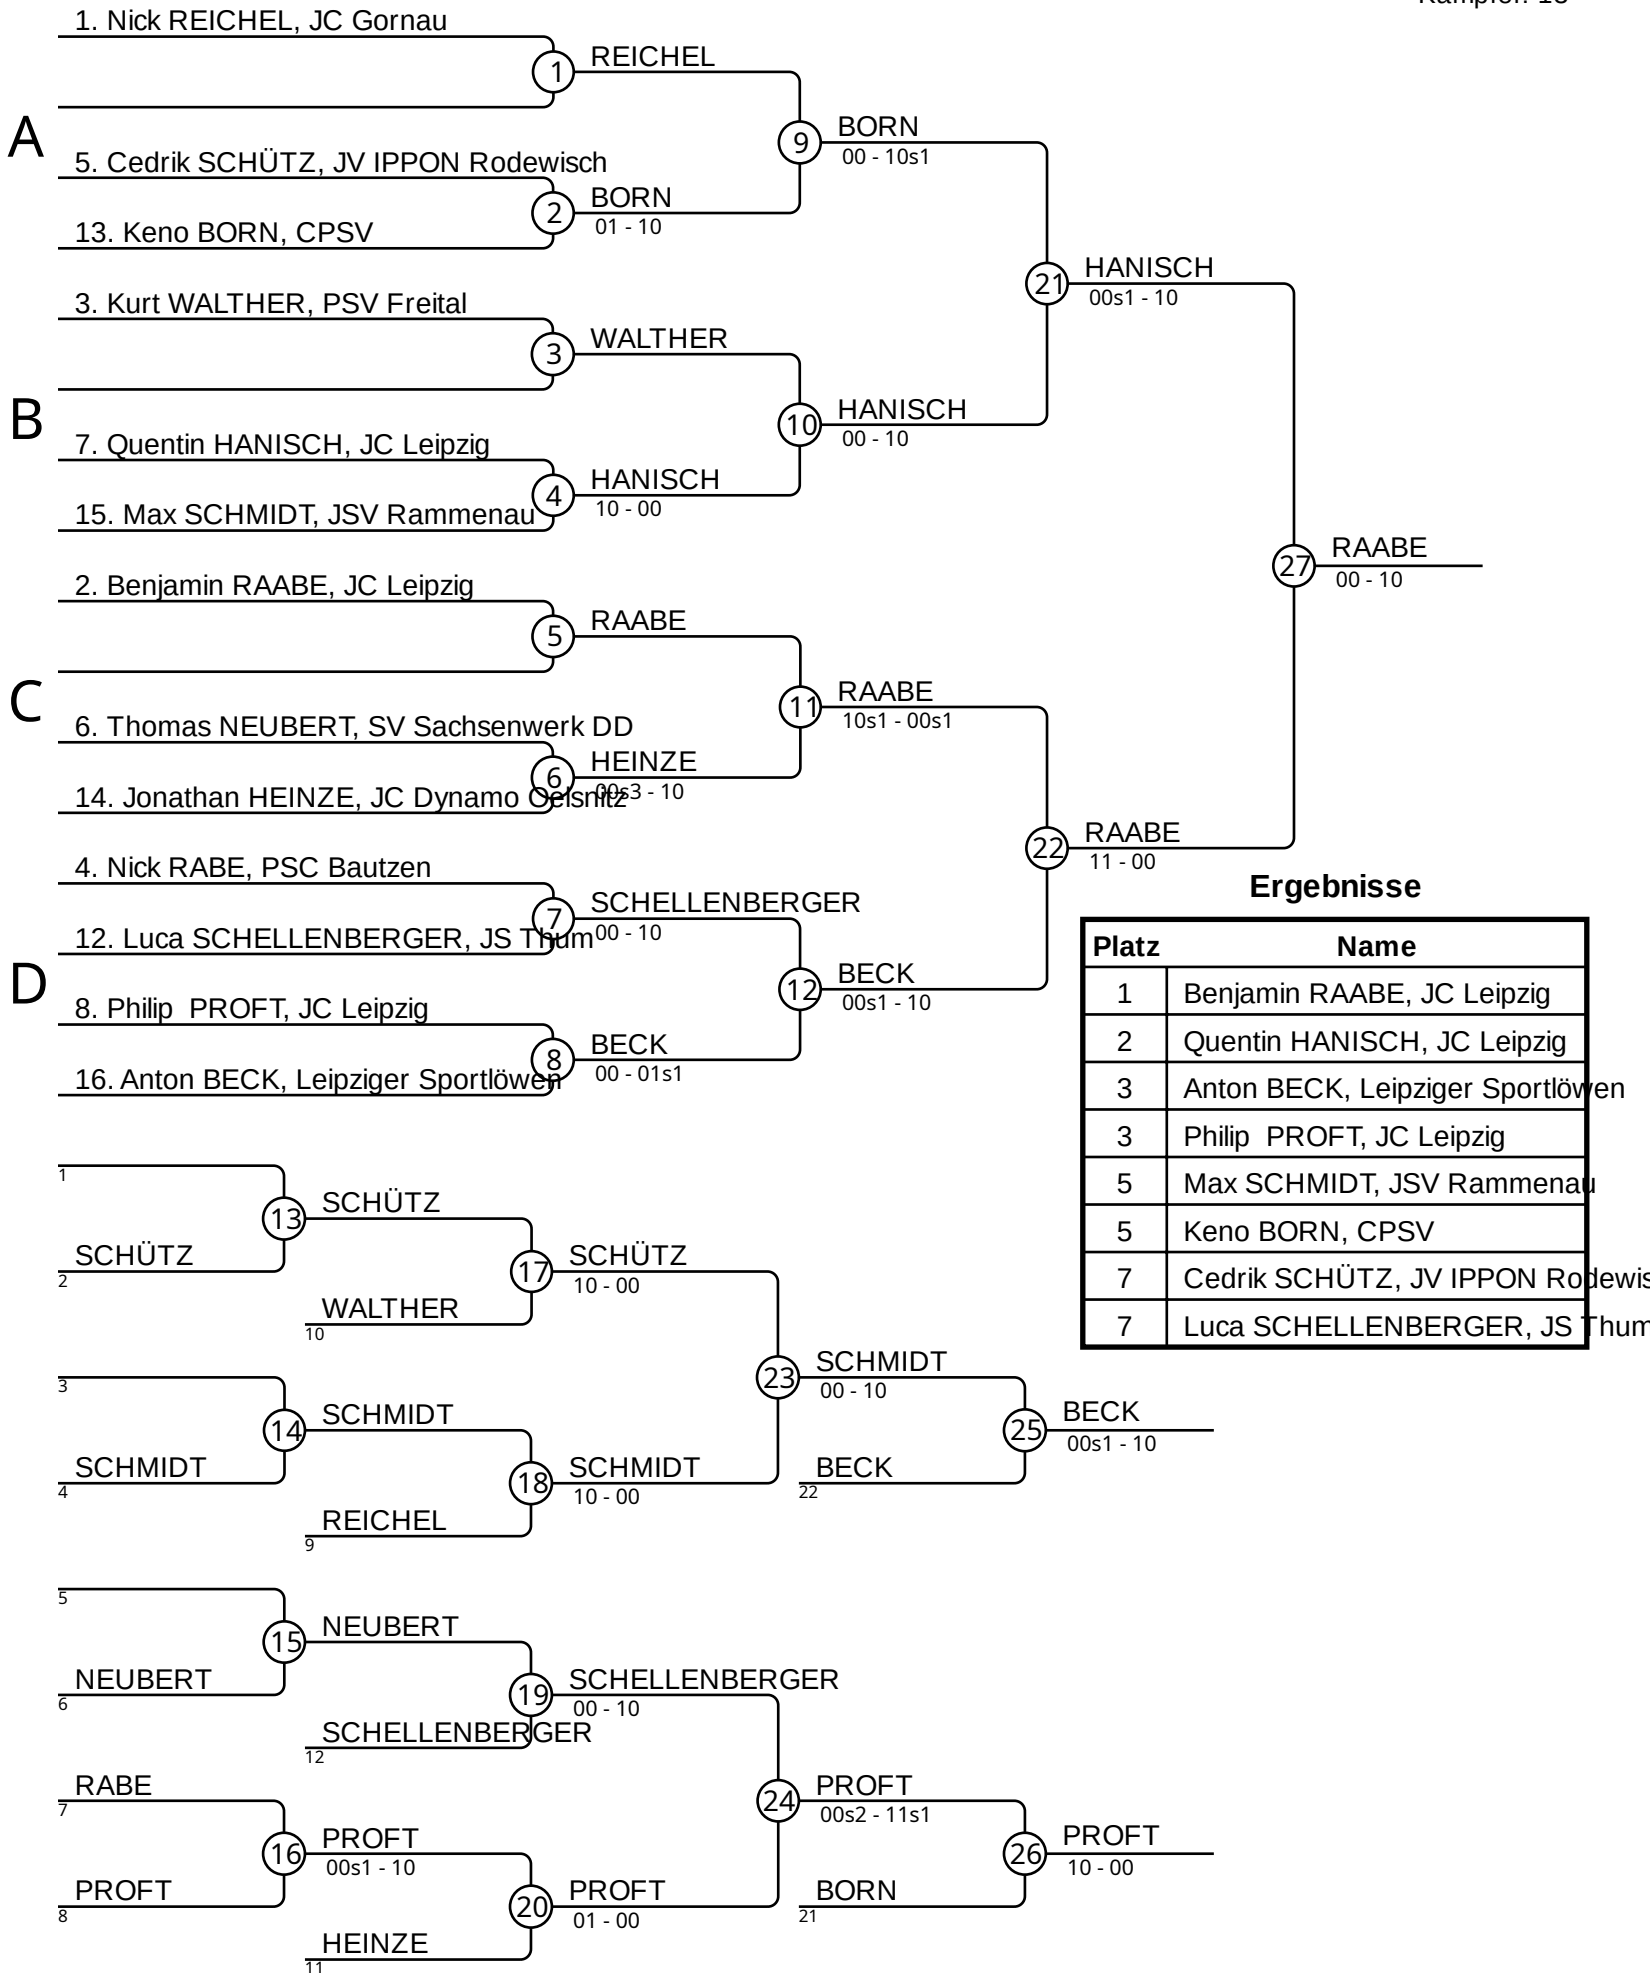 1. Nick REICHEL, JC Gornau
1
REICHEL
A
9
BORN
00 - 10s1
5. Cedrik SCHÜTZ, JV IPPON Rodewisch
2
BORN
01 - 10
13. Keno BORN, CPSV
21
HANISCH
00s1 - 10
3. Kurt WALTHER, PSV Freital
3
WALTHER
B
10
HANISCH
00 - 10
7. Quentin HANISCH, JC Leipzig
4
HANISCH
10 - 00
15. Max SCHMIDT, JSV Rammenau
27
RAABE
00 - 10
2. Benjamin RAABE, JC Leipzig
5
RAABE
C
11
RAABE
10s1 - 00s1
6. Thomas NEUBERT, SV Sachsenwerk DD
6
HEINZE
00s3 - 10
14. Jonathan HEINZE, JC Dynamo Oelsnitz
22
RAABE
11 - 00
4. Nick RABE, PSC Bautzen
7
SCHELLENBERGER
00 - 10
12. Luca SCHELLENBERGER, JS Thum
D
12
BECK
00s1 - 10
8. Philip  PROFT, JC Leipzig
8
BECK
00 - 01s1
16. Anton BECK, Leipziger Sportlöwen
Ergebnisse
Platz Name
1 Benjamin RAABE, JC Leipzig
2 Quentin HANISCH, JC Leipzig
3 Anton BECK, Leipziger Sportlöwen
3 Philip  PROFT, JC Leipzig
5 Max SCHMIDT, JSV Rammenau
5 Keno BORN, CPSV
7 Cedrik SCHÜTZ, JV IPPON Rodewis
7 Luca SCHELLENBERGER, JS Thum
1
13
SCHÜTZ
SCHÜTZ
2
17
SCHÜTZ
10 - 00
WALTHER
10
23
SCHMIDT
00 - 10
3
14
SCHMIDT
SCHMIDT
4
18
SCHMIDT
10 - 00
REICHEL
9
25
BECK
00s1 - 10
BECK
22
5
15
NEUBERT
NEUBERT
6
19
SCHELLENBERGER
00 - 10
SCHELLENBERGER
12
24
PROFT
00s2 - 11s1
RABE
7
16
PROFT
00s1 - 10
PROFT
8
20
PROFT
01 - 00
HEINZE
11
26
PROFT
10 - 00
BORN
21